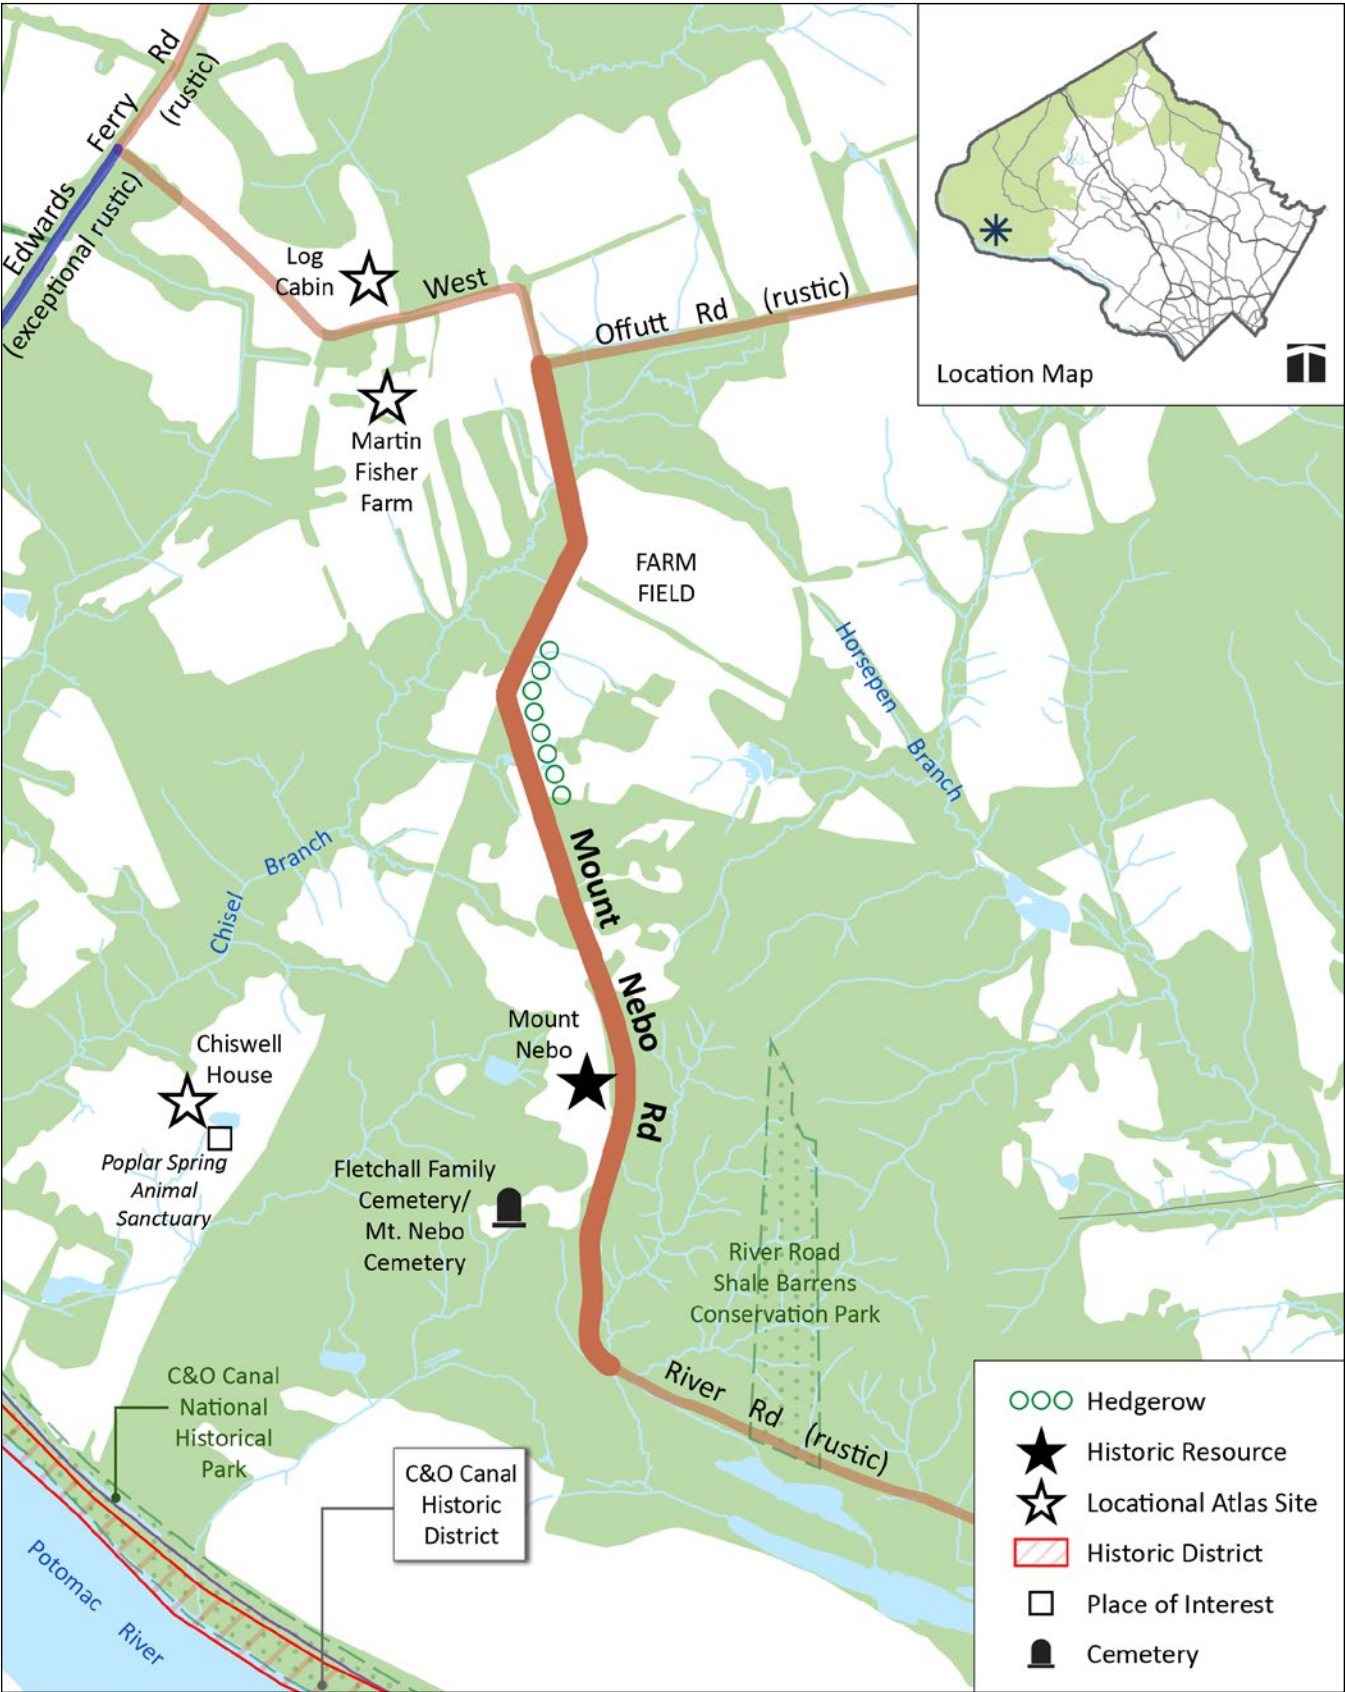 Edwards Ferry Rd
(rustic)
(exceptional rustic)
Log
Cabin
West Offutt Rd (rustic)
Location Map
Martin
Fisher
Farm
FARM
FIELD
Horsepen Branch
Mount Nebo Rd
Chisel Branch
Mount
Nebo
Chiswell
House
Poplar Spring
Animal
Sanctuary
Fletchall Family
Cemetery/
Mt. Nebo
Cemetery
River Road
Shale Barrens
Conservation Park
River Rd (rustic)
C&O Canal
National
Historical
Park
C&O Canal
Historic
District
Potomac River
Hedgerow
Historic Resource
Locational Atlas Site
Historic District
Place of Interest
Cemetery